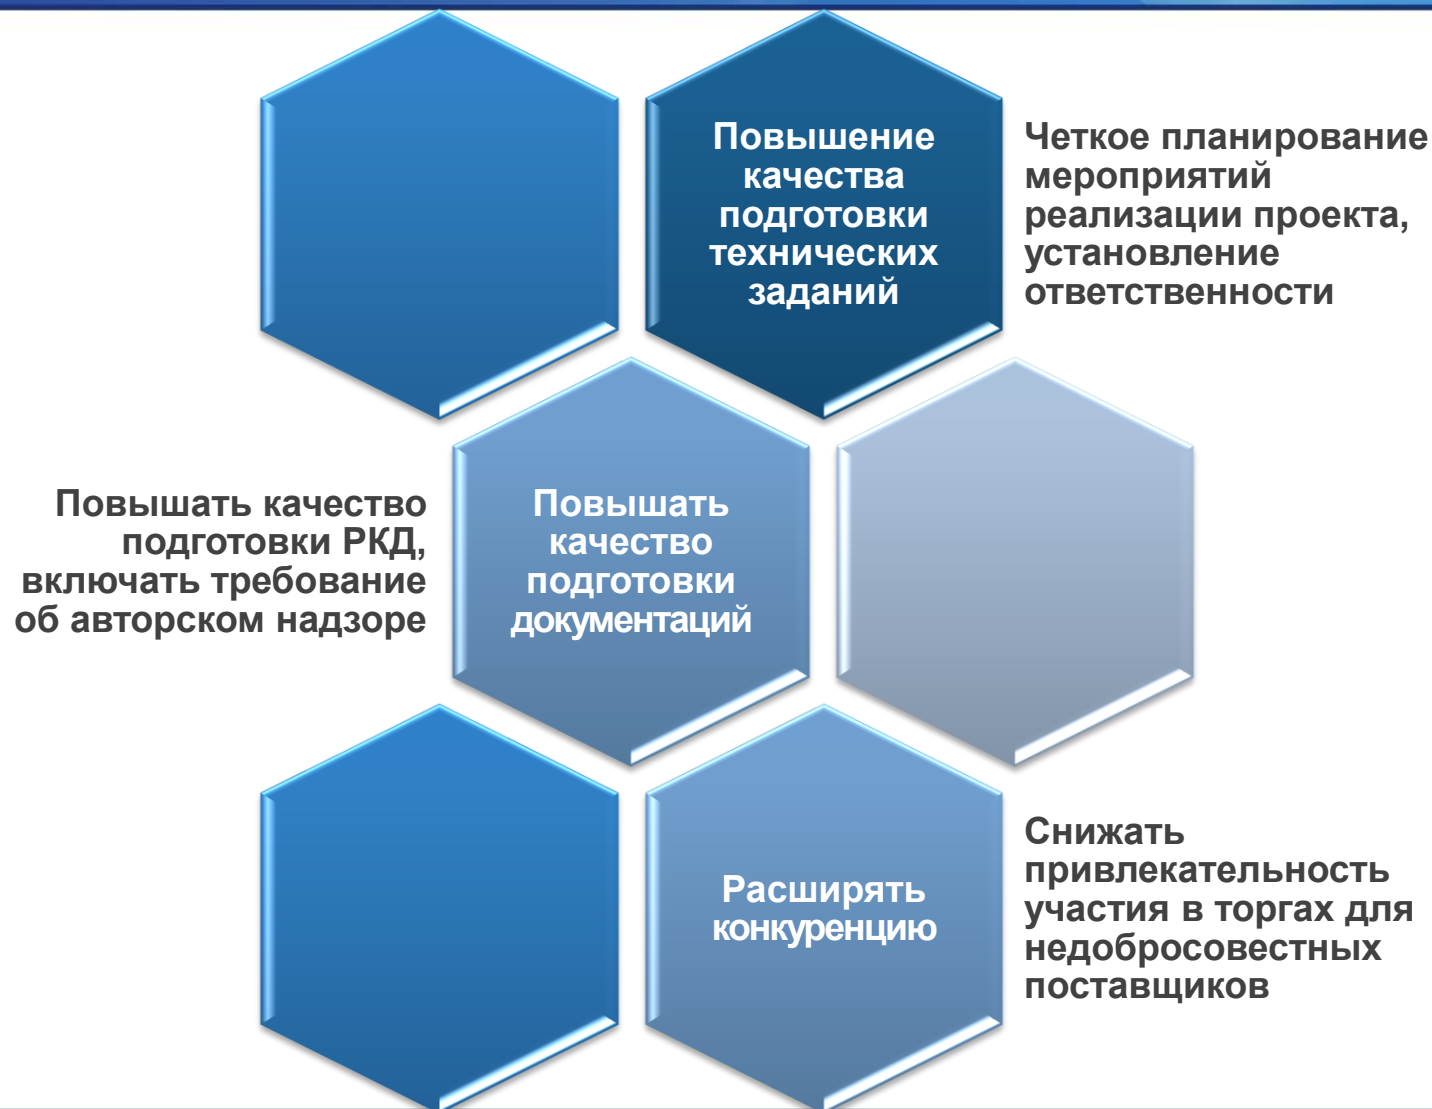 Повышение
качества
подготовки
технических
заданий
Четкое планирование
мероприятий
реализации проекта,
установление
ответственности
Повышать качество
подготовки РКД,
включать требование
об авторском надзоре
Повышать
качество
подготовки
документаций
Расширять
конкуренцию
Снижать
привлекательность
участия в торгах для
недобросовестных
поставщиков